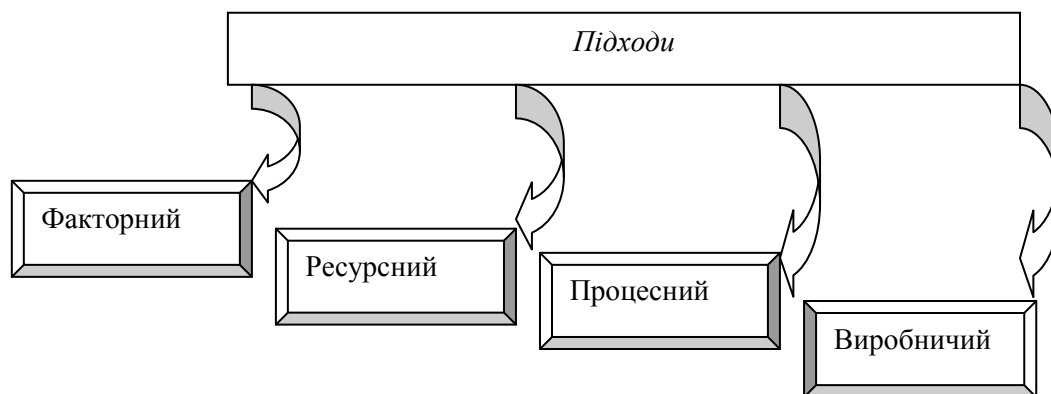 Підходи
Факторний
Ресурсний
Процесний
Виробничий